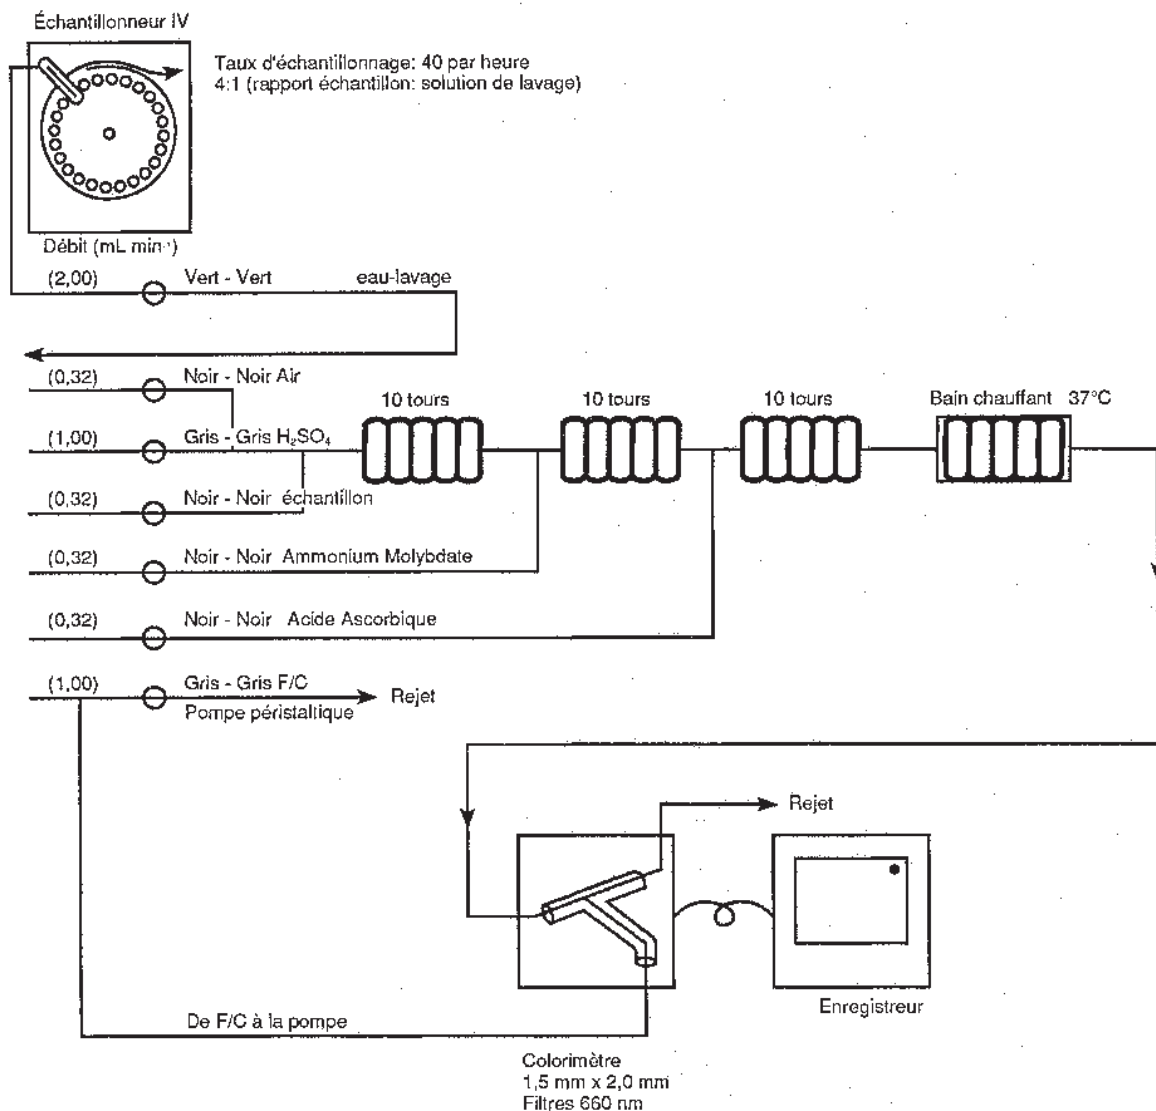 Échantillonneur IV
Taux d'échantillonnage: 40 par heure
4:1 (rapport échantillon: solution de lavage)
Débit (mL min⁻¹)
(2,00) Vert - Vert eau-lavage
(0,32) Noir - Noir Air
10 tours 10 tours 10 tours Bain chauffant 37°C
(1,00) Gris - Gris H₂SO₄
(0,32) Noir - Noir échantillon
(0,32) Noir - Noir Ammonium Molybdate
(0,32) Noir - Noir Acide Ascorbique
(1,00) Gris - Gris F/C Rejet
Pompe péristaltique
Rejet
Enregistreur
De F/C à la pompe
Colorimètre
1,5 mm x 2,0 mm
Filtres 660 nm